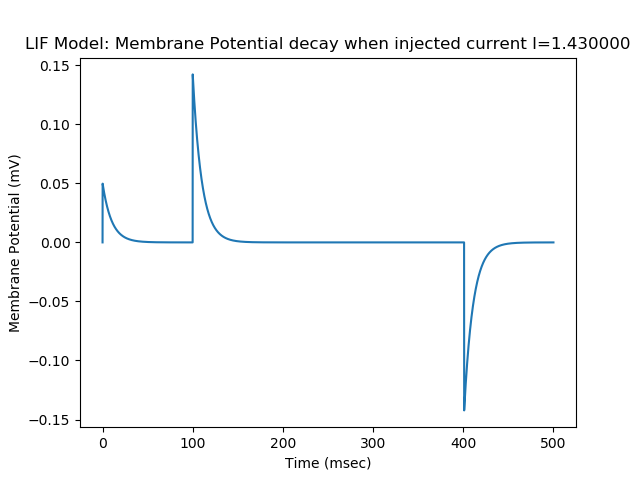 LIF Model: Membrane Potential decay when injected current I=1.430000
0.15
0.10
0.05
0.00
−0.05
−0.10
−0.15
Membrane Potential (mV)
0 100 200 300 400 500
Time (msec)